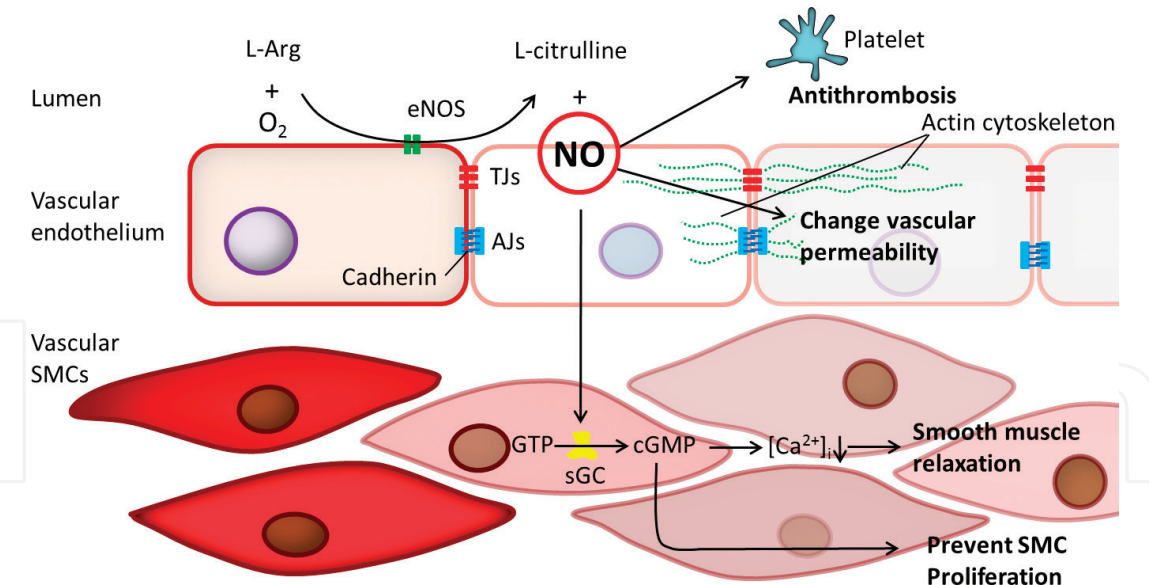 L-Arg
+
O2
eNOS
L-citrulline
+
NO
Platelet
Antithrombosis
Actin cytoskeleton
Lumen
Vascular
endothelium
TJs
AJs
Cadherin
Change vascular
permeability
Vascular
SMCs
GTP
sGC
cGMP
[Ca2+]i
Smooth muscle
relaxation
Prevent SMC
Proliferation